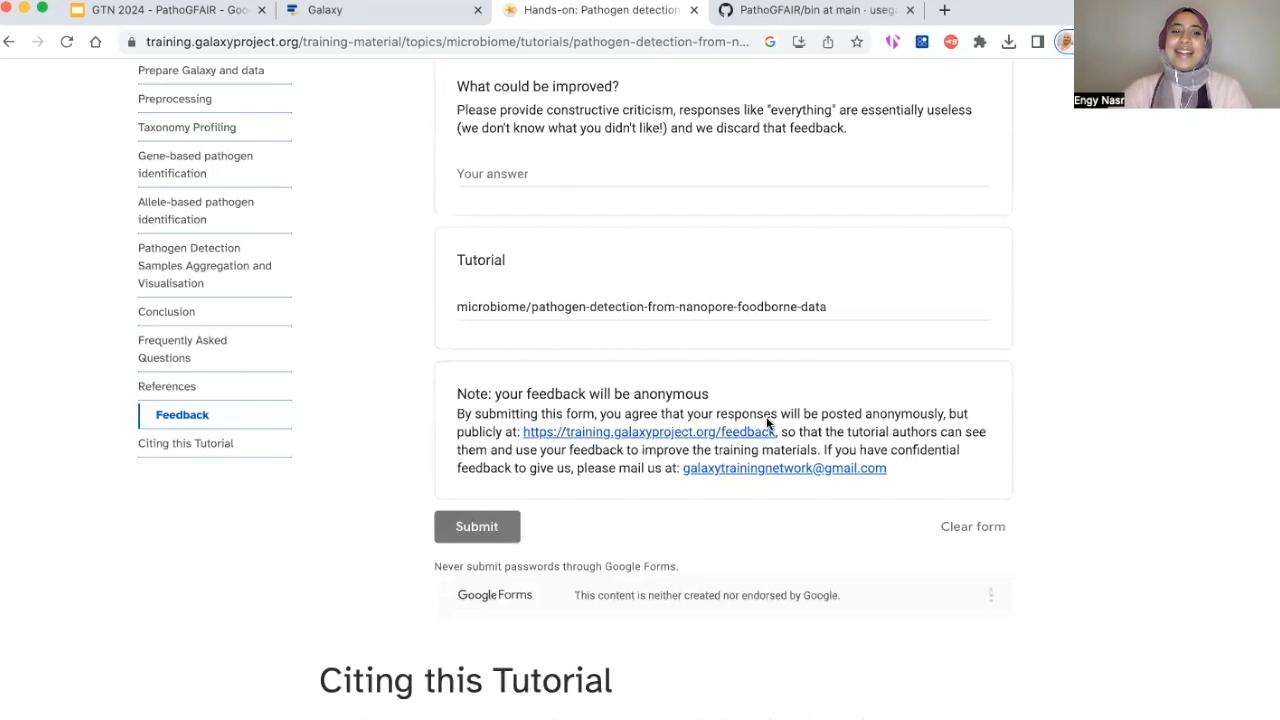 GTN 2024 - PathoGFAIR - Goo
Galaxy
Hands-on: Pathogen detection
PathoGFAIR/bin at main · useg
training.galaxyproject.org/training-material/topics/microbiome/tutorials/pathogen-detection-from-n...
Engy Nasr
Prepare Galaxy and data
Preprocessing
Taxonomy Profiling
Gene-based pathogen
identification
Allele-based pathogen
identification
Pathogen Detection
Samples Aggregation and
Visualisation
Conclusion
Frequently Asked
Questions
References
Feedback
Citing this Tutorial
What could be improved?
Please provide constructive criticism, responses like "everything" are essentially useless
(we don't know what you didn't like!) and we discard that feedback.
Your answer
Tutorial
microbiome/pathogen-detection-from-nanopore-foodborne-data
Note: your feedback will be anonymous
By submitting this form, you agree that your responses will be posted anonymously, but
publicly at: https://training.galaxyproject.org/feedback, so that the tutorial authors can see
them and use your feedback to improve the training materials. If you have confidential
feedback to give us, please mail us at: galaxytrainingnetwork@gmail.com
Submit
Clear form
Never submit passwords through Google Forms.
Google Forms
This content is neither created nor endorsed by Google.
Citing this Tutorial